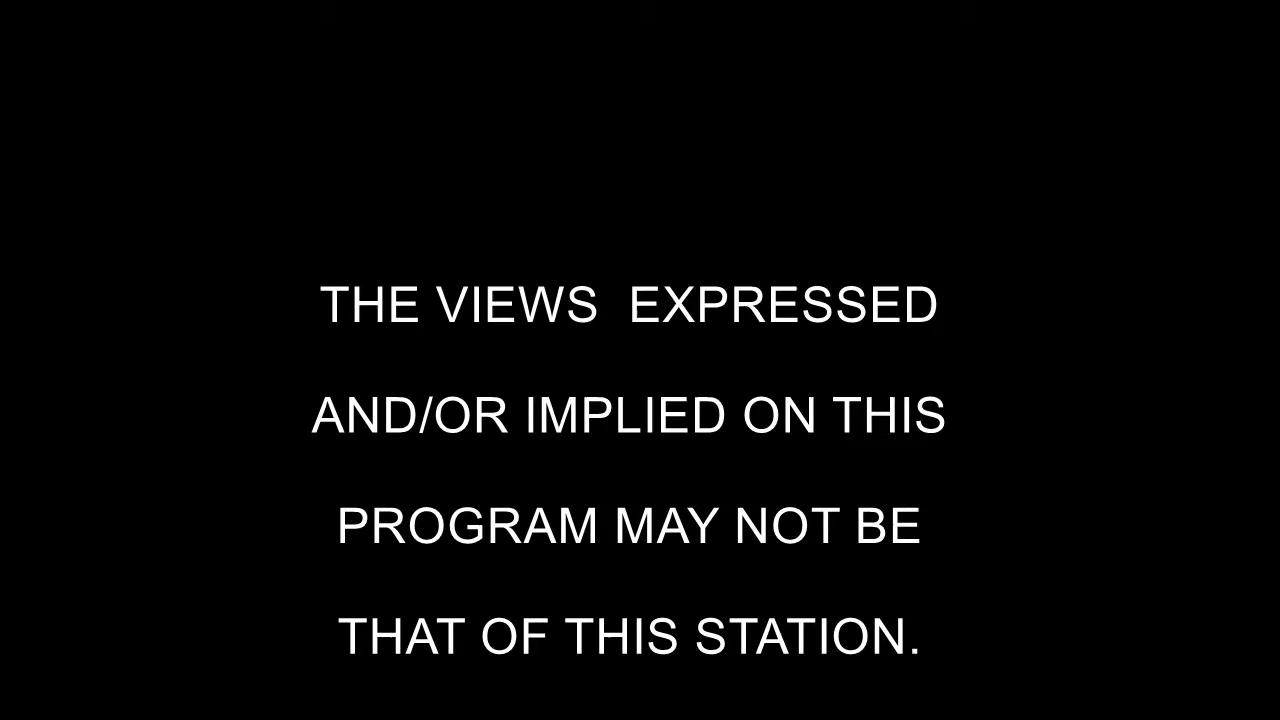 THE VIEWS  EXPRESSED
AND/OR IMPLIED ON THIS
PROGRAM MAY NOT BE
THAT OF THIS STATION.